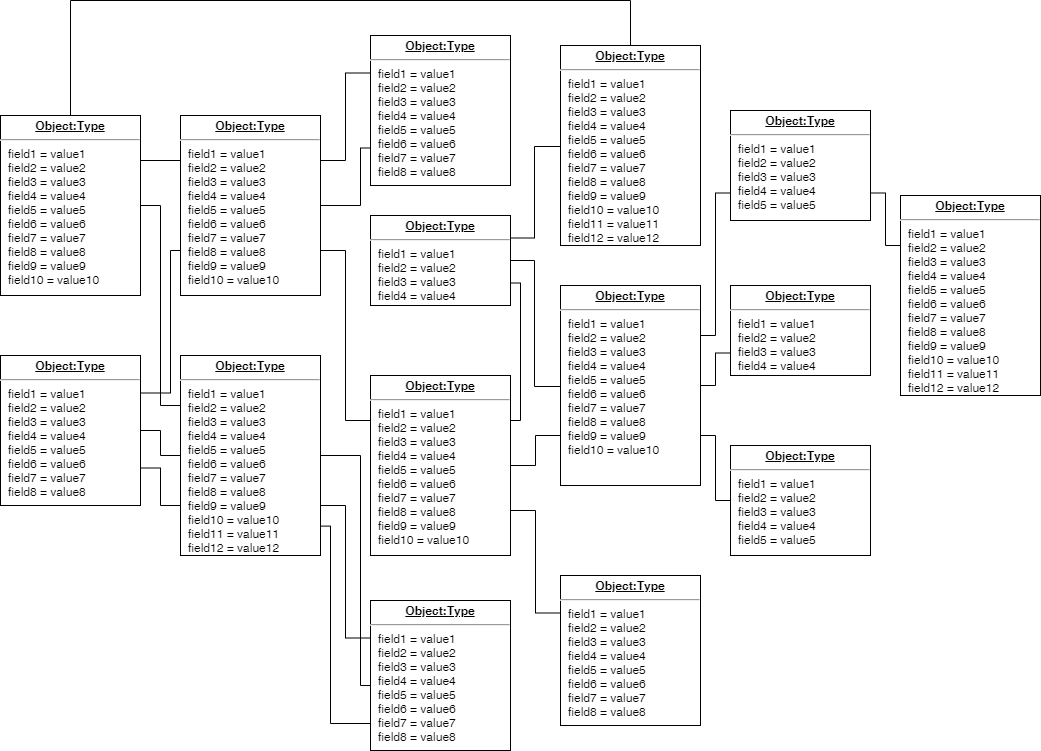 Object:Type
field1 = value1
field2 = value2
field3 = value3
field4 = value4
field5 = value5
field6 = value6
field7 = value7
field8 = value8
field9 = value9
field10 = value10
Object:Type
field1 = value1
field2 = value2
field3 = value3
field4 = value4
field5 = value5
field6 = value6
field7 = value7
field8 = value8
Object:Type
field1 = value1
field2 = value2
field3 = value3
field4 = value4
field5 = value5
field6 = value6
field7 = value7
field8 = value8
field9 = value9
field10 = value10
Object:Type
field1 = value1
field2 = value2
field3 = value3
field4 = value4
field5 = value5
field6 = value6
field7 = value7
field8 = value8
field9 = value9
field10 = value10
field11 = value11
field12 = value12
Object:Type
field1 = value1
field2 = value2
field3 = value3
field4 = value4
field5 = value5
field6 = value6
field7 = value7
field8 = value8
Object:Type
field1 = value1
field2 = value2
field3 = value3
field4 = value4
Object:Type
field1 = value1
field2 = value2
field3 = value3
field4 = value4
field5 = value5
field6 = value6
field7 = value7
field8 = value8
field9 = value9
field10 = value10
Object:Type
field1 = value1
field2 = value2
field3 = value3
field4 = value4
field5 = value5
field6 = value6
field7 = value7
field8 = value8
Object:Type
field1 = value1
field2 = value2
field3 = value3
field4 = value4
field5 = value5
field6 = value6
field7 = value7
field8 = value8
field9 = value9
field10 = value10
field11 = value11
field12 = value12
Object:Type
field1 = value1
field2 = value2
field3 = value3
field4 = value4
field5 = value5
field6 = value6
field7 = value7
field8 = value8
field9 = value9
field10 = value10
Object:Type
field1 = value1
field2 = value2
field3 = value3
field4 = value4
field5 = value5
field6 = value6
field7 = value7
field8 = value8
Object:Type
field1 = value1
field2 = value2
field3 = value3
field4 = value4
field5 = value5
Object:Type
field1 = value1
field2 = value2
field3 = value3
field4 = value4
Object:Type
field1 = value1
field2 = value2
field3 = value3
field4 = value4
field5 = value5
Object:Type
field1 = value1
field2 = value2
field3 = value3
field4 = value4
field5 = value5
field6 = value6
field7 = value7
field8 = value8
field9 = value9
field10 = value10
field11 = value11
field12 = value12